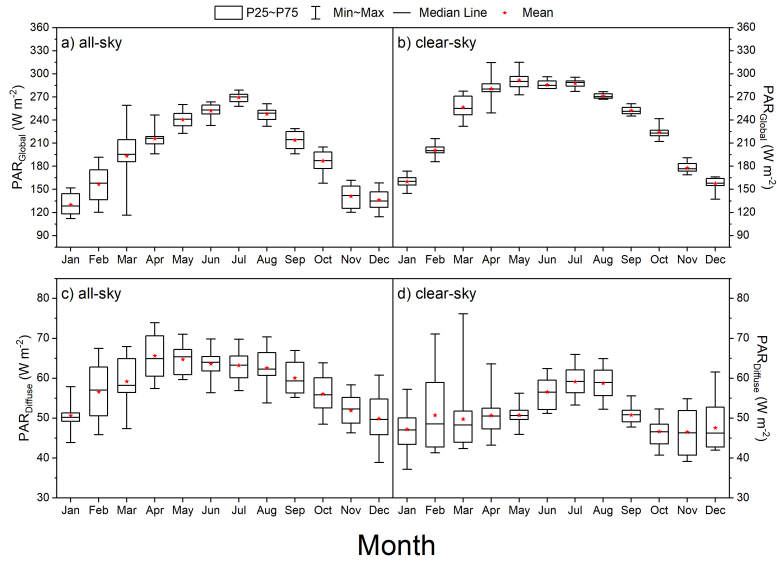 P25~P75 Min~Max Median Line Mean
a) all-sky
b) clear-sky
360 330 300 270 240 210 180 150 120 90
PAR_Global (W m⁻²)
360 330 300 270 240 210 180 150 120 90
PAR_Global (W m⁻²)
Jan Feb Mar Apr May Jun Jul Aug Sep Oct Nov Dec
Jan Feb Mar Apr May Jun Jul Aug Sep Oct Nov Dec
c) all-sky
d) clear-sky
80 70 60 50 40 30
PAR_Diffuse (W m⁻²)
80 70 60 50 40 30
PAR_Diffuse (W m⁻²)
Jan Feb Mar Apr May Jun Jul Aug Sep Oct Nov Dec
Jan Feb Mar Apr May Jun Jul Aug Sep Oct Nov Dec
Month